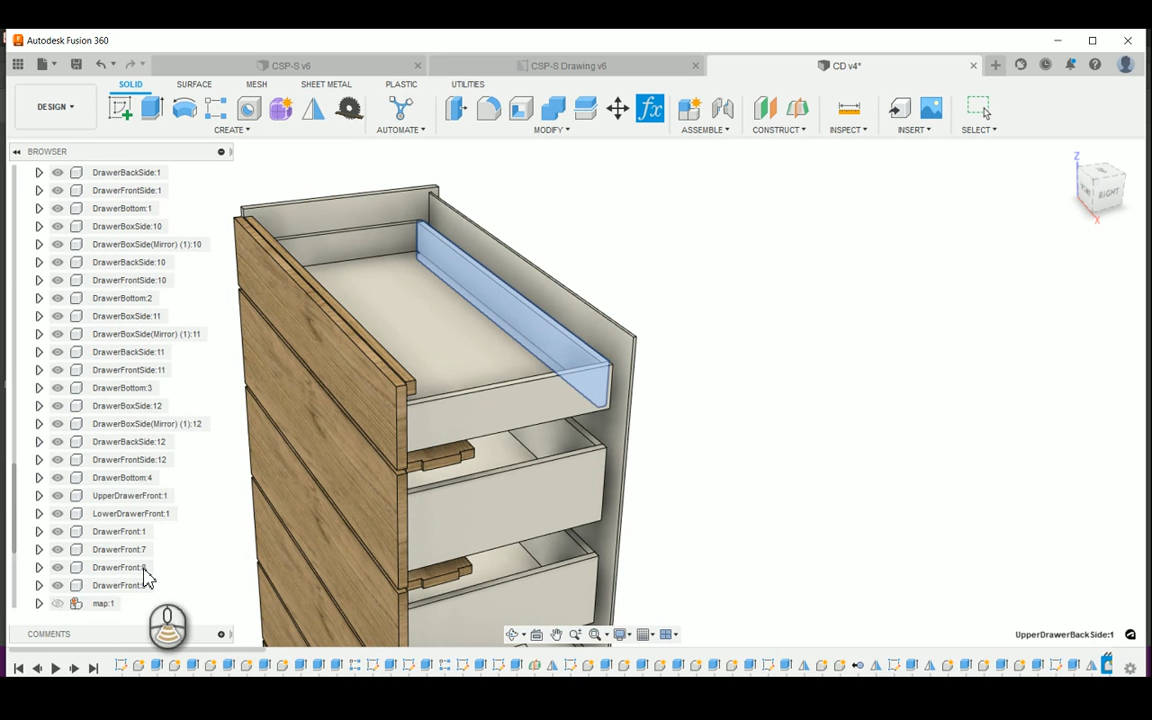 Autodesk Fusion 360
CSP-S v6
CSP-S Drawing v6
CD v4*
SOLID SURFACE MESH SHEET METAL PLASTIC UTILITIES
DESIGN
CREATE AUTOMATE MODIFY ASSEMBLE CONSTRUCT INSPECT INSERT SELECT
BROWSER
DrawerBackSide:1
DrawerFrontSide:1
DrawerBottom:1
DrawerBoxSide:10
DrawerBoxSide(Mirror) (1):10
DrawerBackSide:10
DrawerFrontSide:10
DrawerBottom:2
DrawerBoxSide:11
DrawerBoxSide(Mirror) (1):11
DrawerBackSide:11
DrawerFrontSide:11
DrawerBottom:3
DrawerBoxSide:12
DrawerBoxSide(Mirror) (1):12
DrawerBackSide:12
DrawerFrontSide:12
DrawerBottom:4
UpperDrawerFront:1
LowerDrawerFront:1
DrawerFront:1
DrawerFront:7
map:1
Z
X
RIGHT
COMMENTS
UpperDrawerBackSide:1